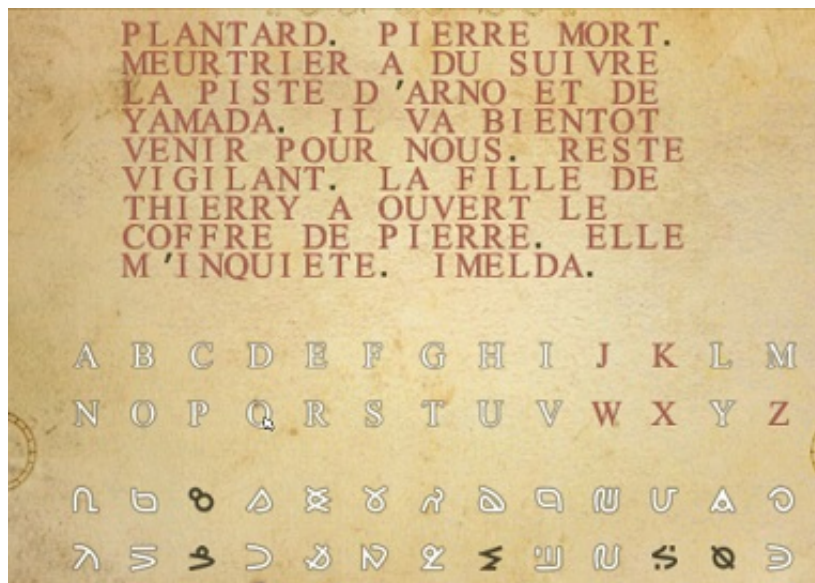 PLANTARD. PIERRE MORT.
MEURTRIER A DU SUIVRE
LA PISTE D'ARNO ET DE
YAMADA. IL VA BIENTOT
VENIR POUR NOUS. RESTE
VIGILANT. LA FILLE DE
THIERRY A OUVERT LE
COFFRE DE PIERRE. ELLE
M'INQUIETE. IMELDA.
A B C D E F G H I J K L M
N O P Q R S T U V W X Y Z